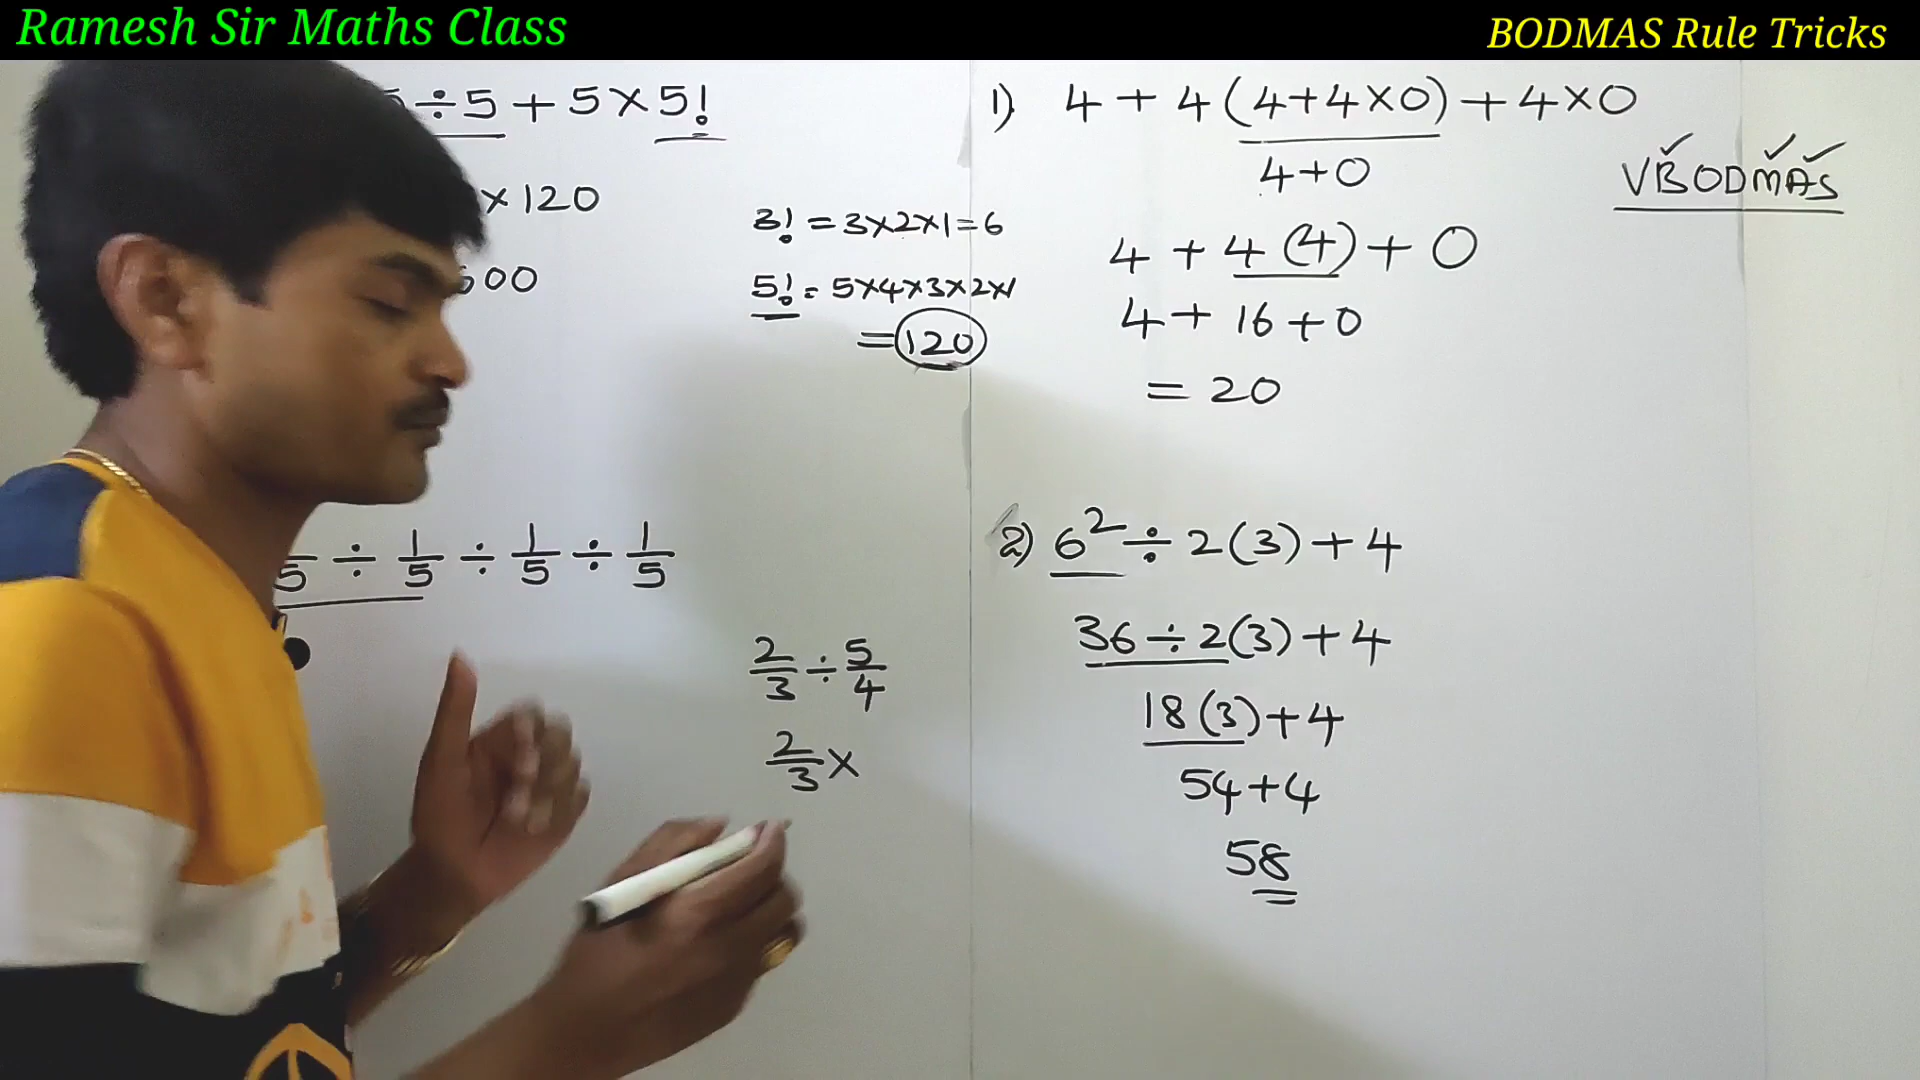 Ramesh Sir Maths Class
BODMAS Rule Tricks
÷5 + 5×5!
×120
600
3! = 3×2×1=6
5! = 5×4×3×2×1
= 120
5 ÷ 1/5 ÷ 1/5 ÷ 1/5
2/3 ÷ 5/4
2/3 ×
1) 4 + 4(4+4×0)+4×0
4+0
VBODMAS
4 + 4(4)+ 0
4+ 16+0
= 20
2) 6² ÷ 2(3)+4
36÷2(3)+4
18(3)+4
54+4
58